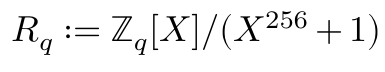 R_q := ℤ_q[X]/(X^{256} + 1)